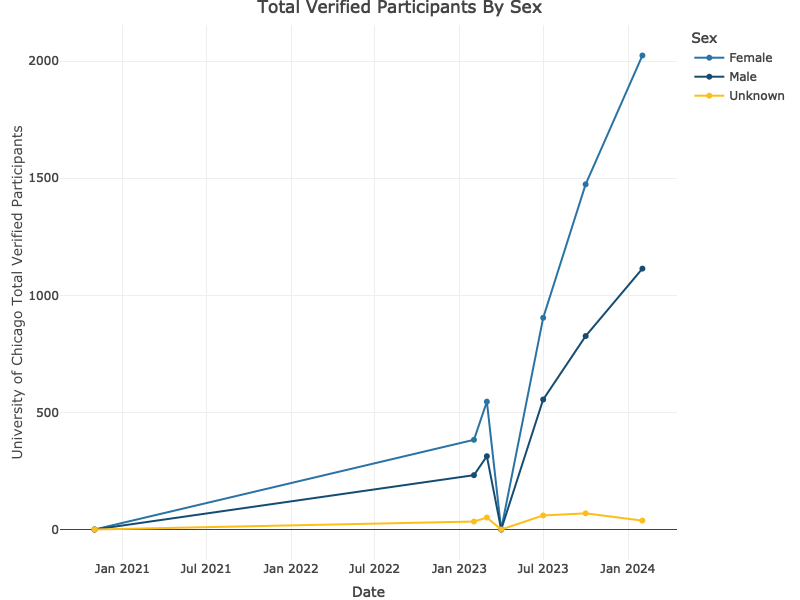 Total Verified Participants By Sex
Sex
Female
Male
Unknown
University of Chicago Total Verified Participants
2000
1500
1000
500
0
Jan 2021
Jul 2021
Jan 2022
Jul 2022
Jan 2023
Jul 2023
Jan 2024
Date